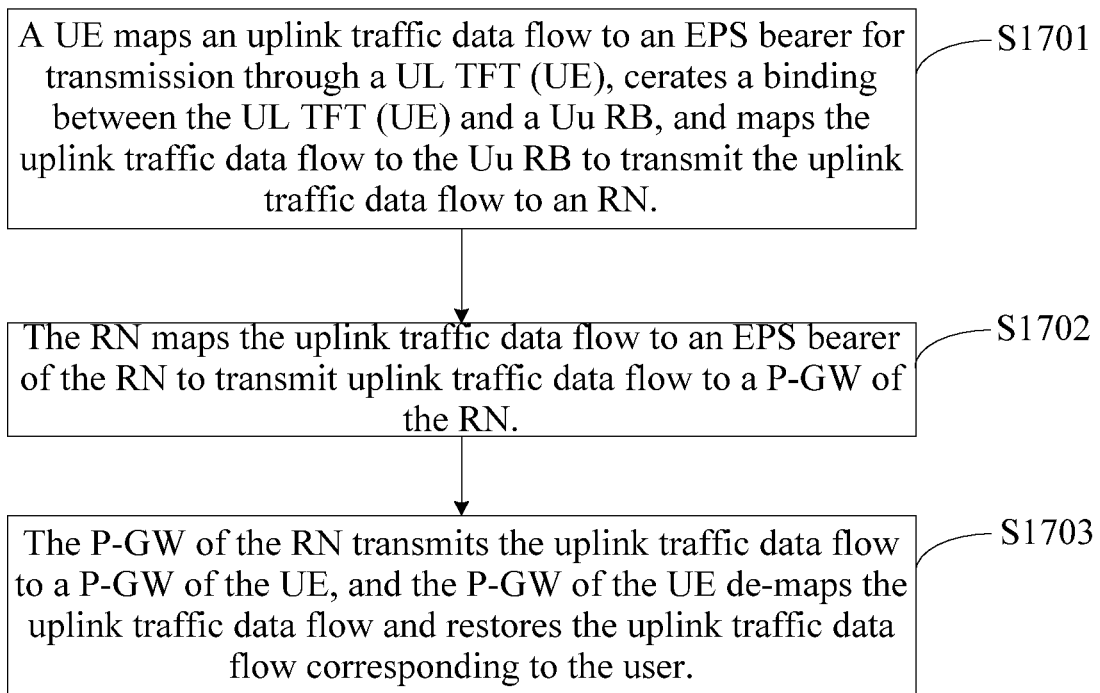 A UE maps an uplink traffic data flow to an EPS bearer for
transmission through a UL TFT (UE), cerates a binding
between the UL TFT (UE) and a Uu RB, and maps the
uplink traffic data flow to the Uu RB to transmit the uplink
traffic data flow to an RN.
S1701
The RN maps the uplink traffic data flow to an EPS bearer
of the RN to transmit uplink traffic data flow to a P-GW of
the RN.
S1702
The P-GW of the RN transmits the uplink traffic data flow
to a P-GW of the UE, and the P-GW of the UE de-maps the
uplink traffic data flow and restores the uplink traffic data
flow corresponding to the user.
S1703